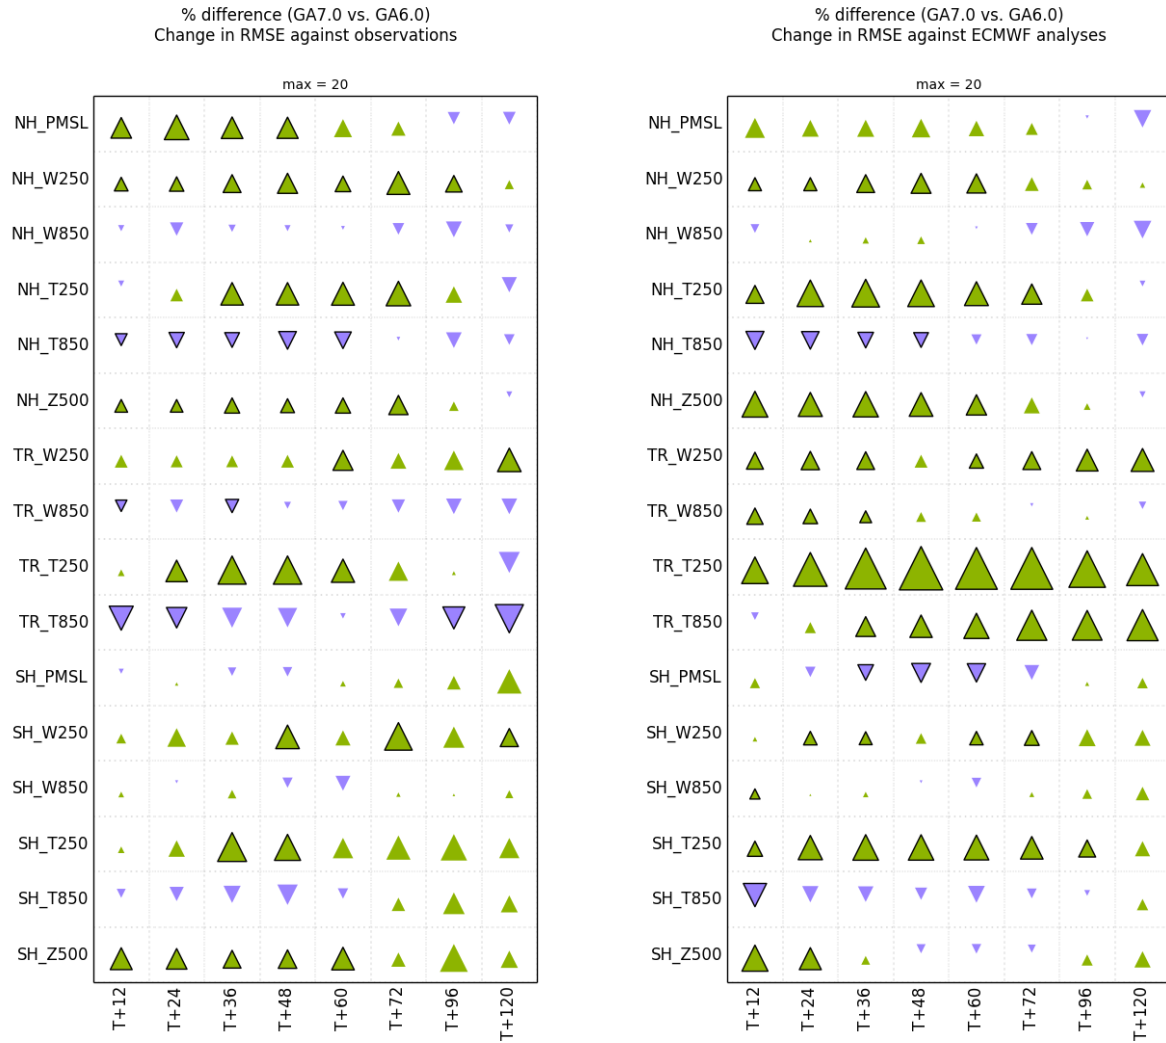 % difference (GA7.0 vs. GA6.0)
Change in RMSE against observations
max = 20
NH_PMSL
NH_W250
NH_W850
NH_T250
NH_T850
NH_Z500
TR_W250
TR_W850
TR_T250
TR_T850
SH_PMSL
SH_W250
SH_W850
SH_T250
SH_T850
SH_Z500
T+12
T+24
T+36
T+48
T+60
T+72
T+96
T+120
% difference (GA7.0 vs. GA6.0)
Change in RMSE against ECMWF analyses
max = 20
NH_PMSL
NH_W250
NH_W850
NH_T250
NH_T850
NH_Z500
TR_W250
TR_W850
TR_T250
TR_T850
SH_PMSL
SH_W250
SH_W850
SH_T250
SH_T850
SH_Z500
T+12
T+24
T+36
T+48
T+60
T+72
T+96
T+120